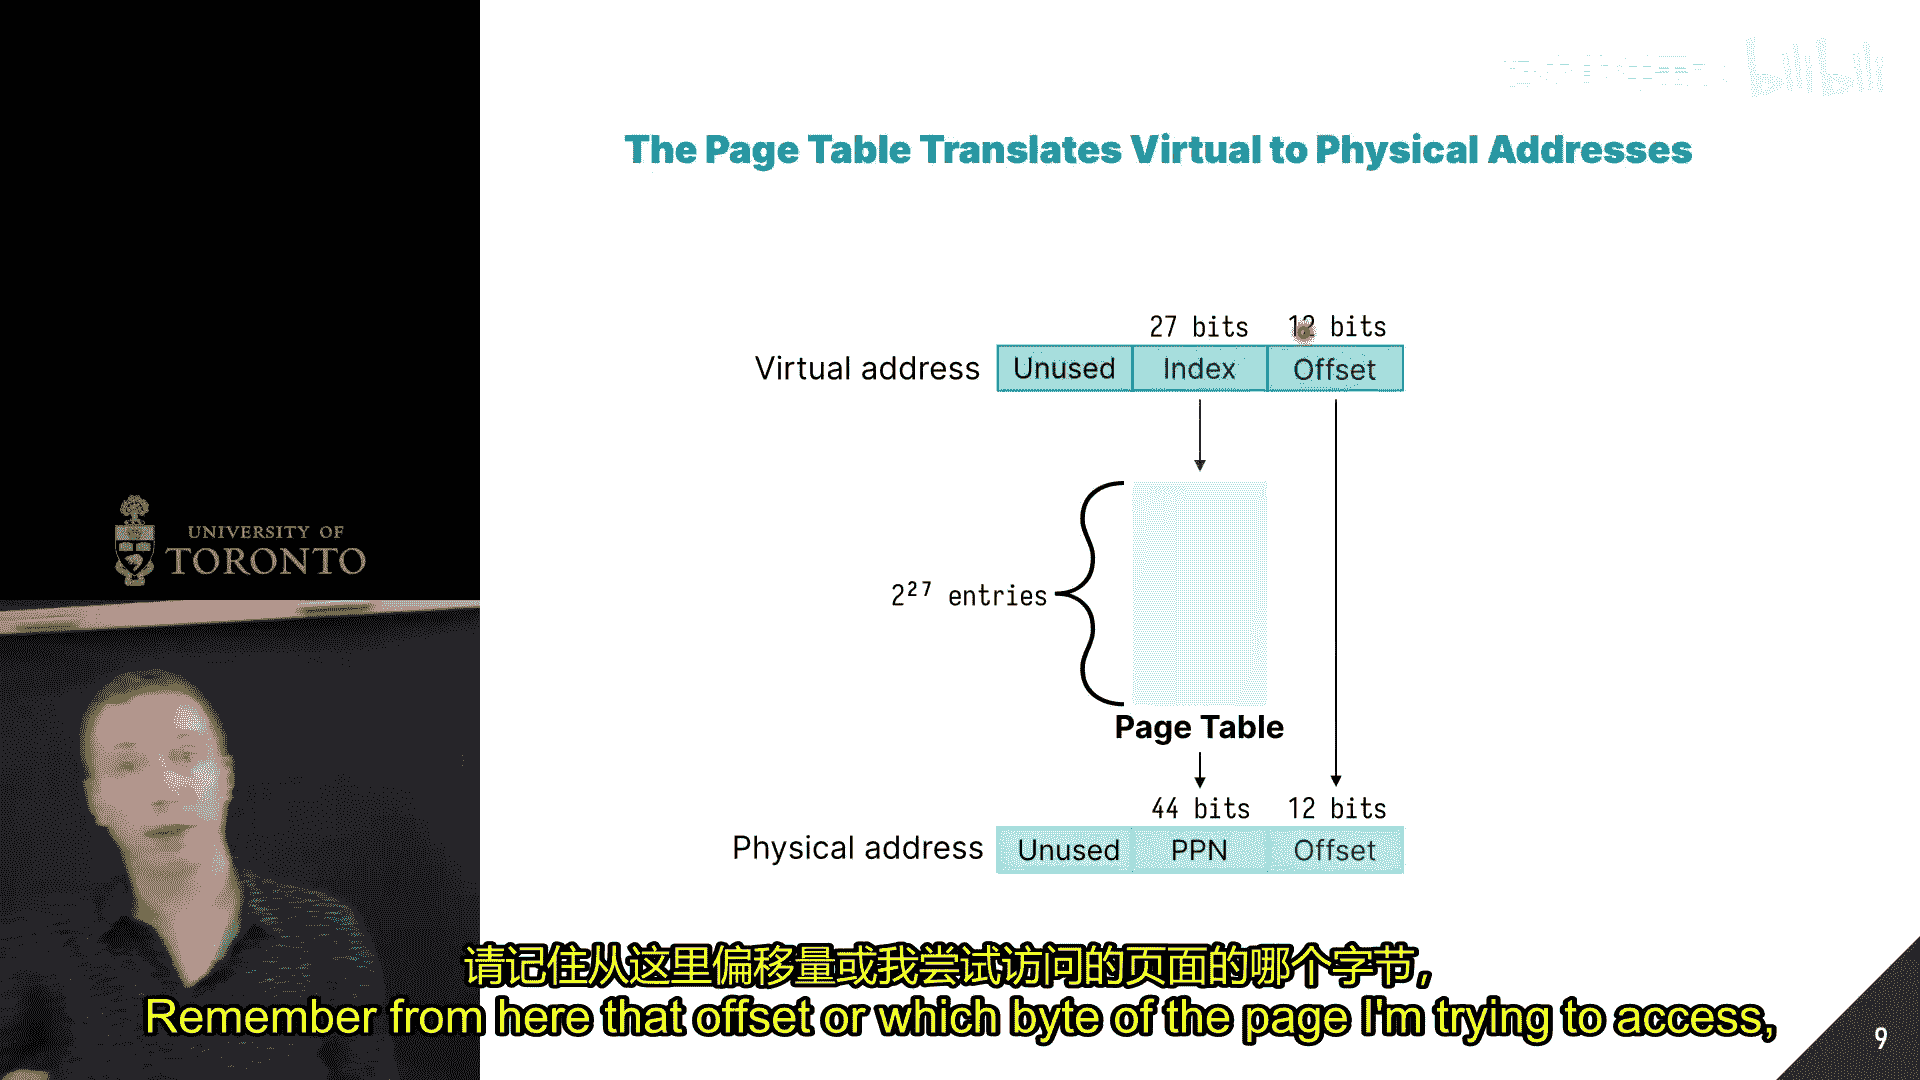 bilibili
The Page Table Translates Virtual to Physical Addresses
27 bits 12 bits
Virtual address Unused Index Offset
2²⁷ entries
Page Table
44 bits 12 bits
Physical address Unused PPN Offset
UNIVERSITY OF
TORONTO
请记住从这里偏移量或我尝试访问的页面的哪个字节,
Remember from here that offset or which byte of the page I'm trying to access,
9